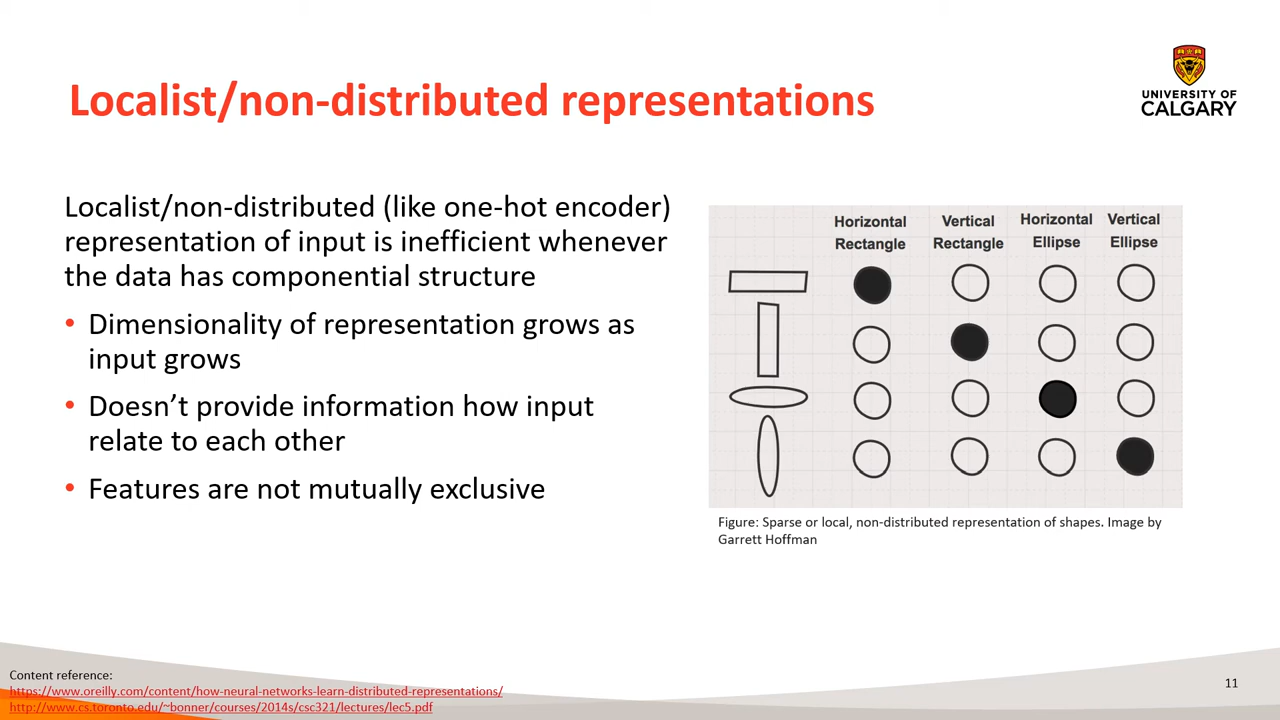 Localist/non-distributed representations
UNIVERSITY OF
CALGARY
Localist/non-distributed (like one-hot encoder)
representation of input is inefficient whenever
the data has componential structure
• Dimensionality of representation grows as
input grows
• Doesn’t provide information how input
relate to each other
• Features are not mutually exclusive
Horizontal Rectangle
Vertical Rectangle
Horizontal Ellipse
Vertical Ellipse
Figure: Sparse or local, non-distributed representation of shapes. Image by
Garrett Hoffman
Content reference:
https://www.oreilly.com/content/how-neural-networks-learn-distributed-representations/
http://www.cs.toronto.edu/~bonner/courses/2014s/csc321/lectures/lec5.pdf
11